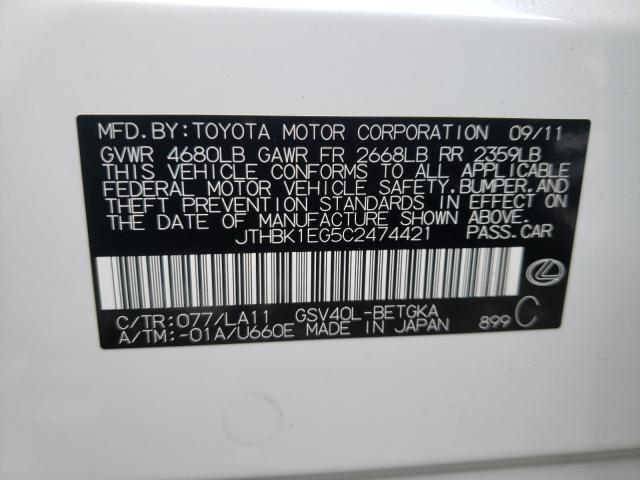 MFD.BY:TOYOTA MOTOR CORPORATION 09/11
GVWR 4680LB GAWR FR 2668LB RR 2359LB
THIS VEHICLE CONFORMS TO ALL APPLICABLE
FEDERAL MOTOR VEHICLE SAFETY,BUMPER,AND
THEFT PREVENTION STANDARDS IN EFFECT ON
THE DATE OF MANUFACTURE SHOWN ABOVE.
JTHBK1EG5C2474421 PASS.CAR
C/TR:077/LA11 GSV40L-BETGKA
A/TM:-01A/U660E MADE IN JAPAN 899 C